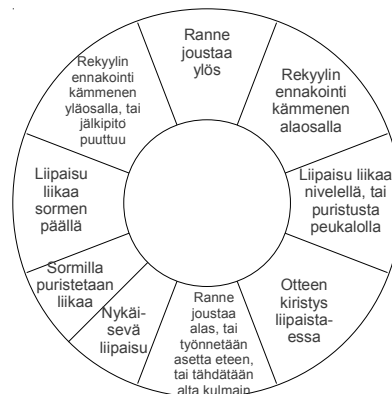 Ranne
joustaa
ylös
Rekyylin
ennakointi
kämmenen
alaosalla
Liipaisu liikaa
nivelellä, tai
puristusta
peukalolla
Otteen
kiristys
liipaista-
essa
Ranne
joustaa
alas, tai
työnnetään
asetta eteen,
tai tähdätään
alta kulmain
Nykäi-
sevä
liipaisu
Sormilla
puristetaan
liikaa
Liipaisu
liikaa
sormen
päällä
Rekyylin
ennakointi
kämmenen
yläosalla, tai
jälkipito
puuttuu